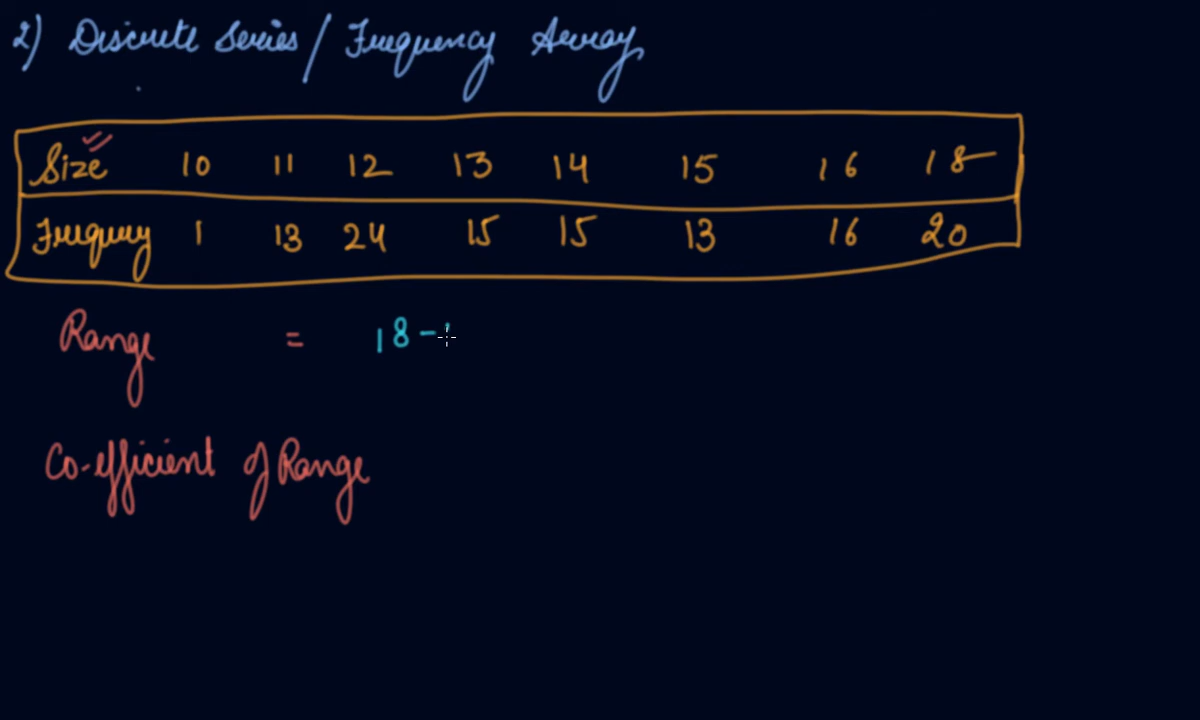 2) Discrete Series / Frequency Array
Size 10 11 12 13 14 15 16 18
Frequency 1 13 24 15 15 13 16 20
Range = 18 -
Co-efficient of Range